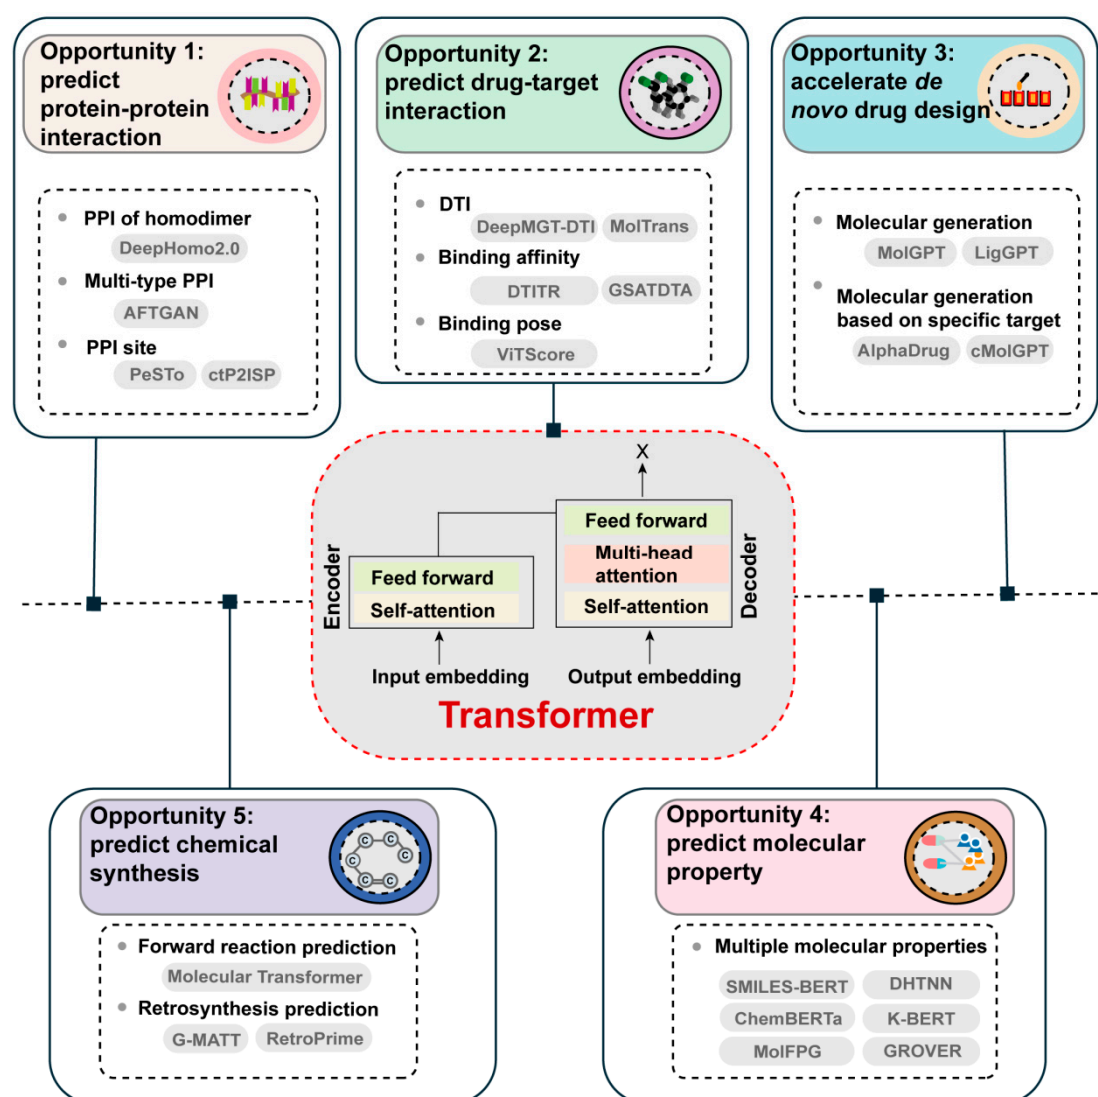 Opportunity 1:
predict
protein-protein
interaction
PPI of homodimer
DeepHomo2.0
Multi-type PPI
AFTGAN
PPI site
PeSTo ctP2ISP
Opportunity 2:
predict drug-target
interaction
DTI
DeepMGT-DTI MolTrans
Binding affinity
DTITR GSATDTA
Binding pose
ViTScore
Opportunity 3:
accelerate de
novo drug design
Molecular generation
MolGPT LigGPT
Molecular generation
based on specific target
AlphaDrug cMolGPT
X
Encoder
Feed forward
Self-attention
Input embedding
Feed forward
Multi-head
attention
Self-attention
Decoder
Output embedding
Transformer
Opportunity 5:
predict chemical
synthesis
C
C
C
C
C
C
Forward reaction prediction
Molecular Transformer
Retrosynthesis prediction
G-MATT RetroPrime
Opportunity 4:
predict molecular
property
Multiple molecular properties
SMILES-BERT DHTNN
ChemBERTa K-BERT
MolFPG GROVER